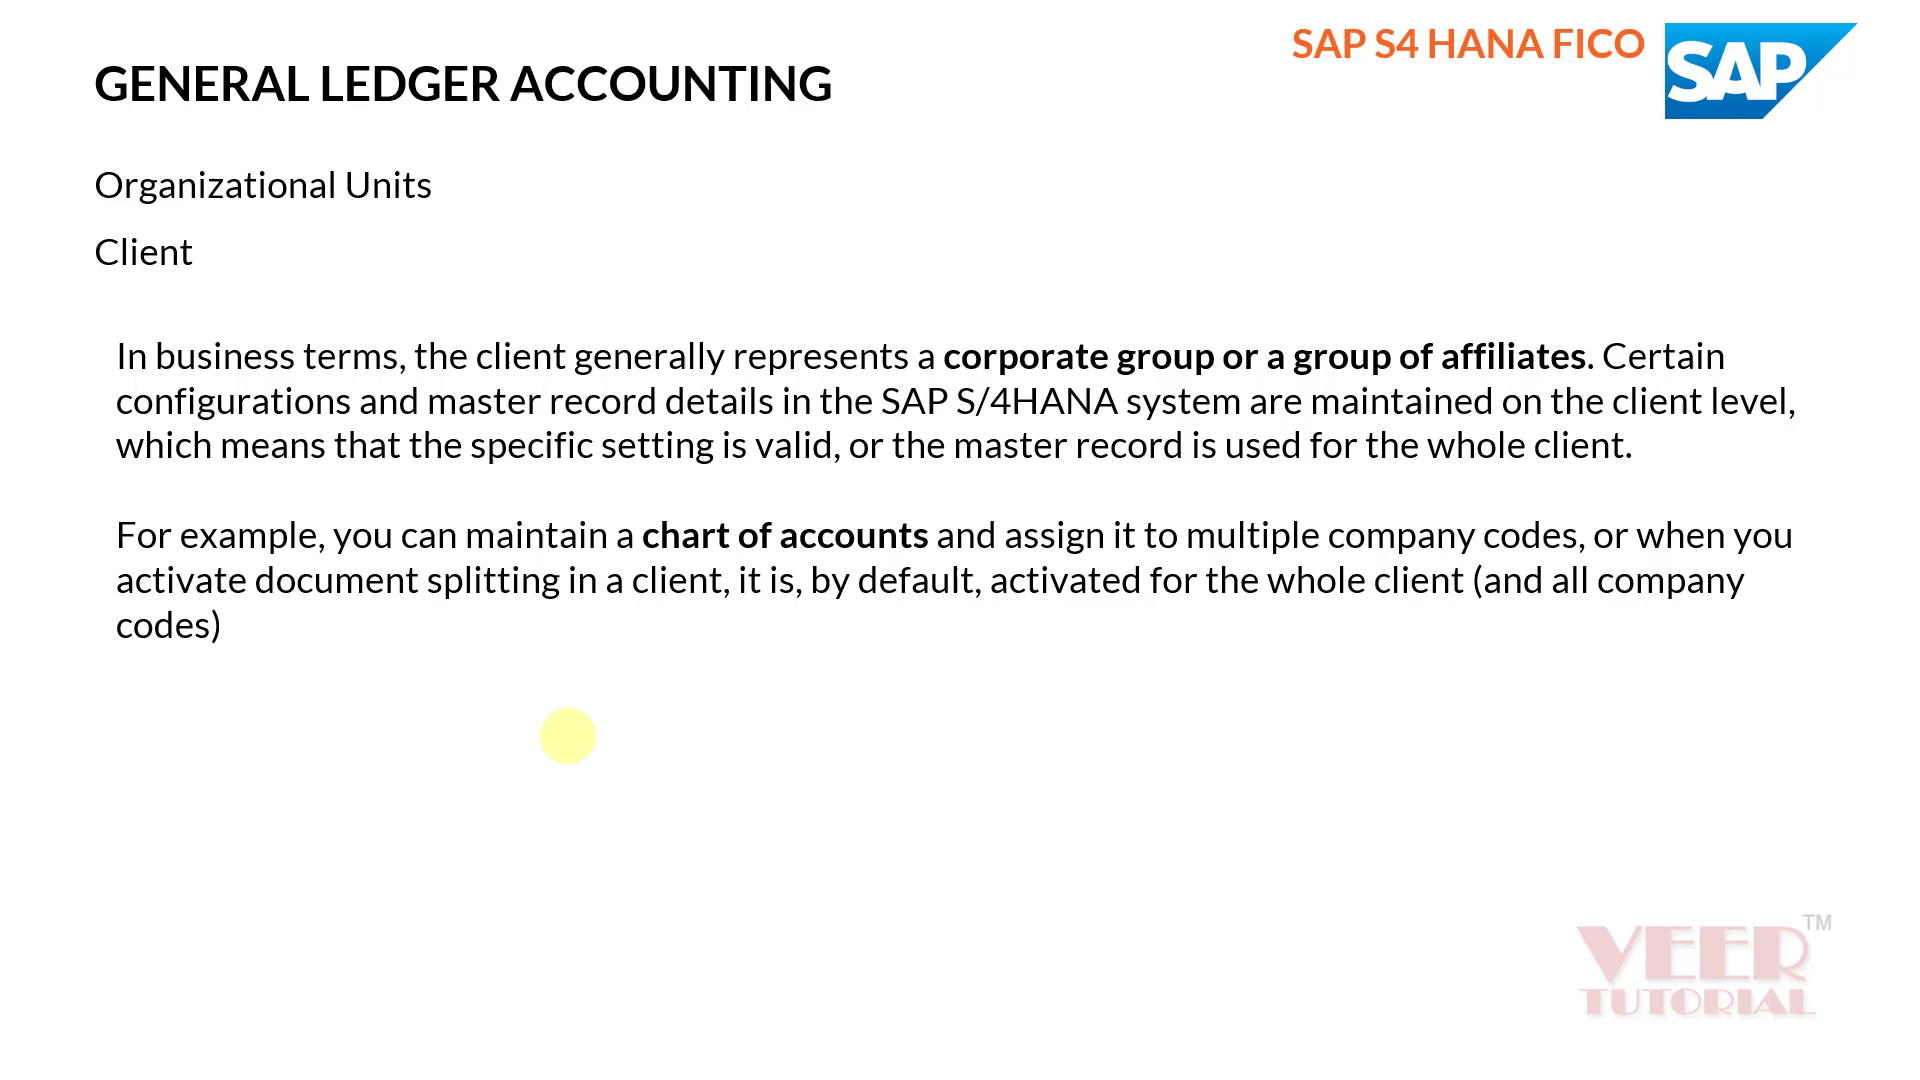 SAP S4 HANA FICO
SAP
GENERAL LEDGER ACCOUNTING
Organizational Units
Client
In business terms, the client generally represents a corporate group or a group of affiliates. Certain
configurations and master record details in the SAP S/4HANA system are maintained on the client level,
which means that the specific setting is valid, or the master record is used for the whole client.
For example, you can maintain a chart of accounts and assign it to multiple company codes, or when you
activate document splitting in a client, it is, by default, activated for the whole client (and all company
codes)
VEER TM
TUTORIAL